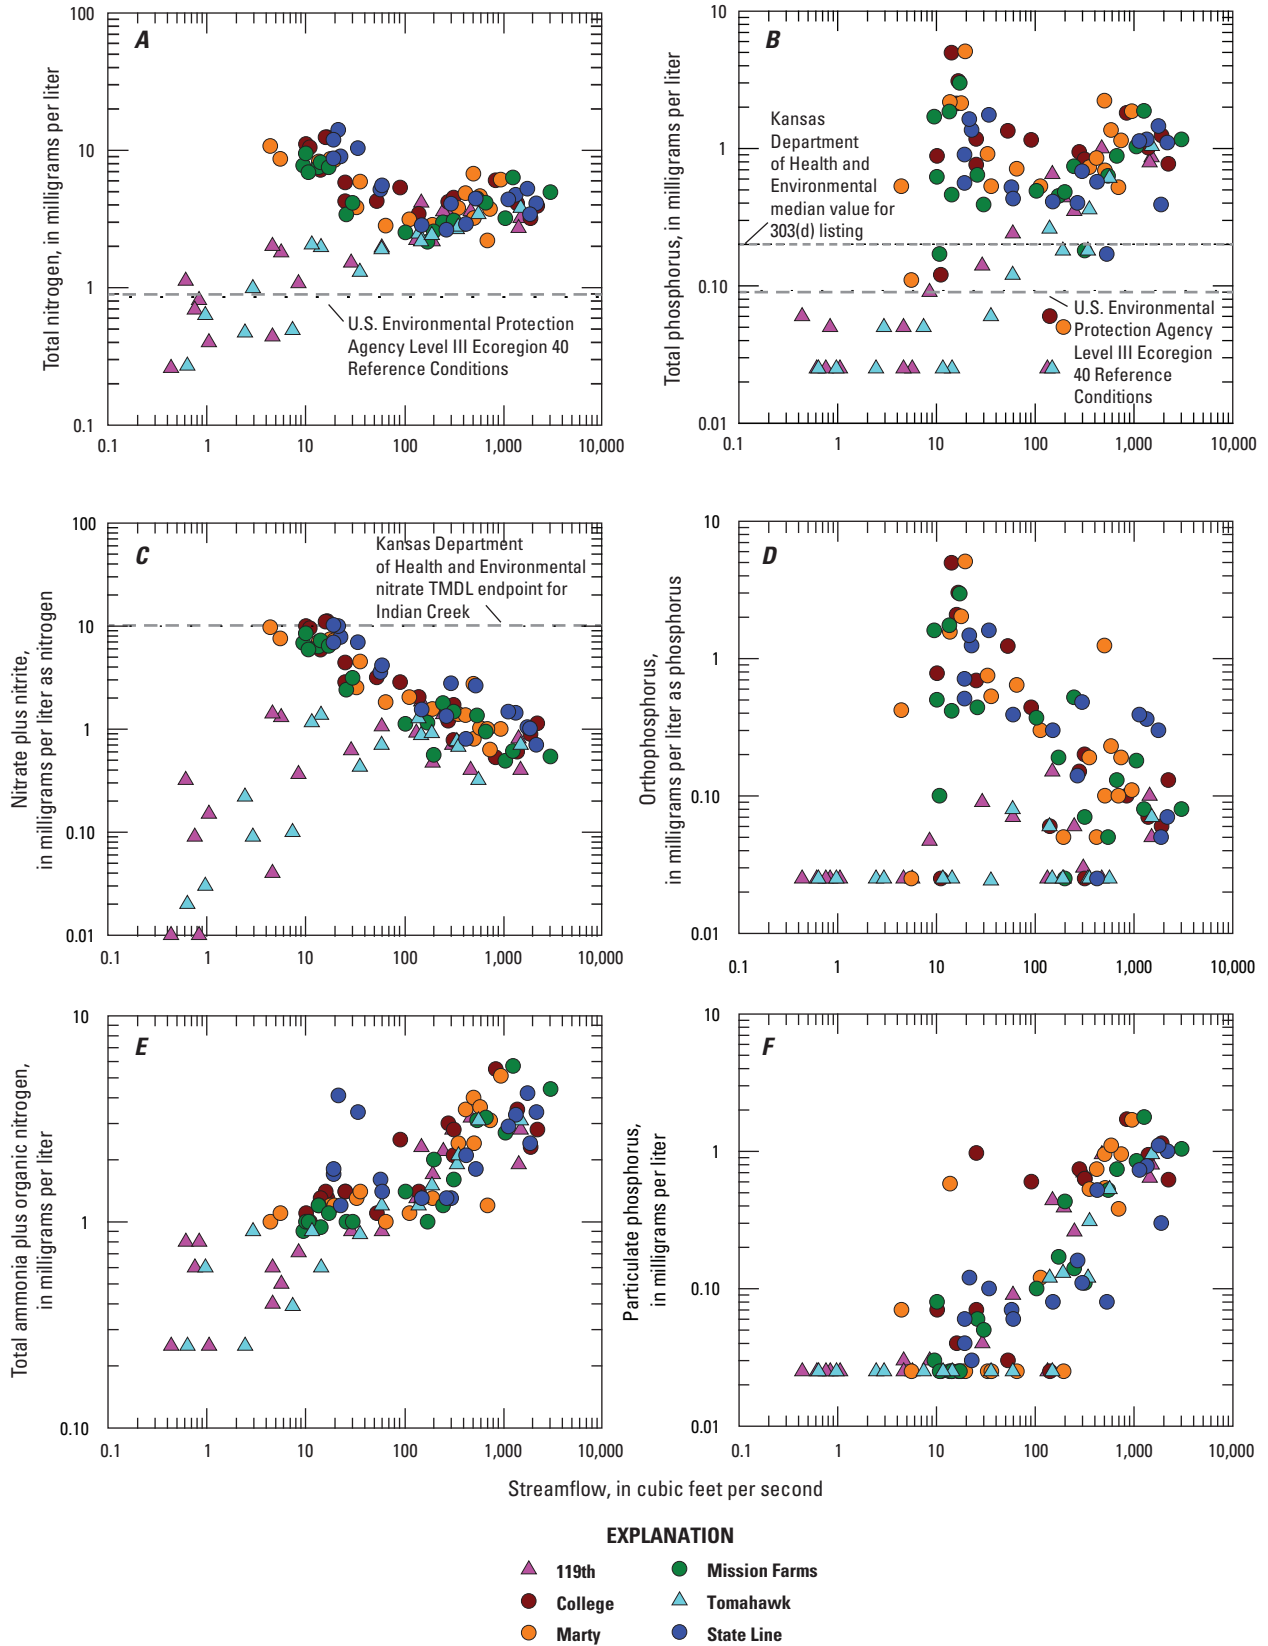 A
Total nitrogen, in milligrams per liter
100
10
1
0.1
U.S. Environmental Protection
Agency Level III Ecoregion 40
Reference Conditions
0.1 1 10 100 1,000 10,000
B
Total phosphorus, in milligrams per liter
10
1
0.10
0.01
Kansas
Department
of Health and
Environmental
median value for
303(d) listing
U.S. Environmental
Protection Agency
Level III Ecoregion
40 Reference
Conditions
0.1 1 10 100 1,000 10,000
C
Nitrate plus nitrite,
in milligrams per liter as nitrogen
100
10
1
0.10
0.01
Kansas Department
of Health and Environmental
nitrate TMDL endpoint for
Indian Creek
0.1 1 10 100 1,000 10,000
D
Orthophosphorus,
in milligrams per liter as phosphorus
10
1
0.10
0.01
0.1 1 10 100 1,000 10,000
E
Total ammonia plus organic nitrogen,
in milligrams per liter
10
1
0.10
0.1 1 10 100 1,000 10,000
F
Particulate phosphorus,
in milligrams per liter
10
1
0.10
0.01
0.1 1 10 100 1,000 10,000
Streamflow, in cubic feet per second
EXPLANATION
119th
College
Marty
Mission Farms
Tomahawk
State Line